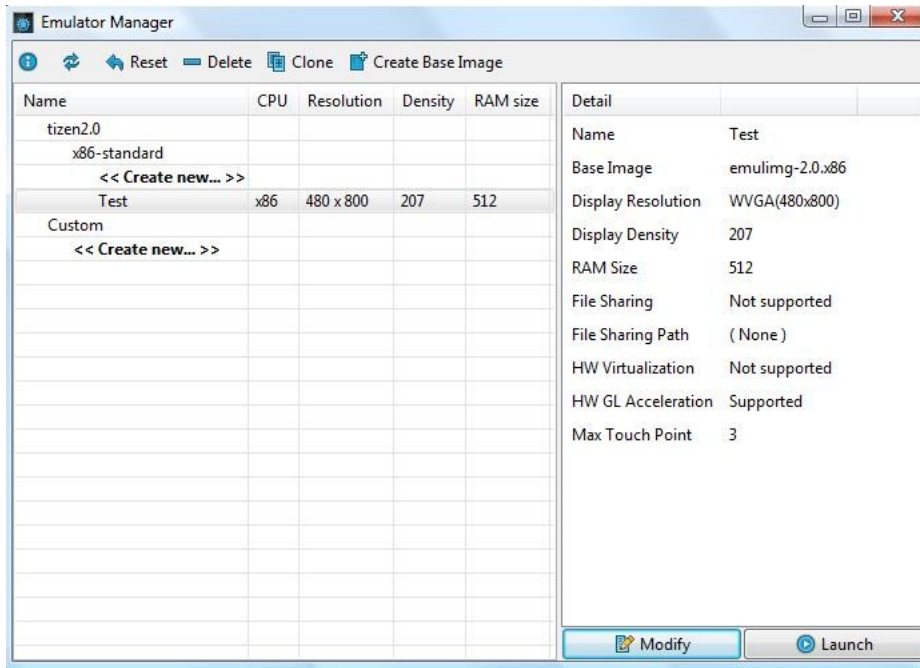 Emulator Manager
Reset Delete Clone Create Base Image
Name CPU Resolution Density RAM size
tizen2.0
x86-standard
<< Create new... >>
Test x86 480 x 800 207 512
Custom
<< Create new... >>
Detail
Name Test
Base Image emulimg-2.0.x86
Display Resolution WVGA(480x800)
Display Density 207
RAM Size 512
File Sharing Not supported
File Sharing Path ( None )
HW Virtualization Not supported
HW GL Acceleration Supported
Max Touch Point 3
Modify Launch